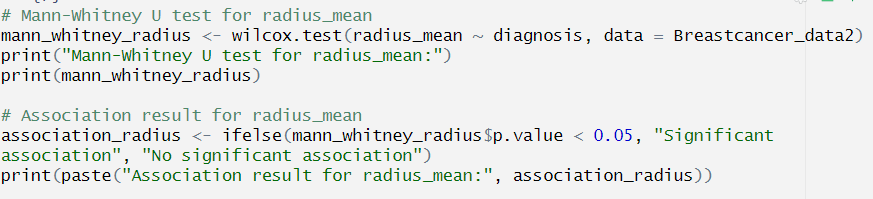 # Mann-Whitney U test for radius_mean
mann_whitney_radius <- wilcox.test(radius_mean ~ diagnosis, data = Breastcancer_data2)
print("Mann-Whitney U test for radius_mean:")
print(mann_whitney_radius)
# Association result for radius_mean
association_radius <- ifelse(mann_whitney_radius$p.value < 0.05, "Significant
association", "No significant association")
print(paste("Association result for radius_mean:", association_radius))